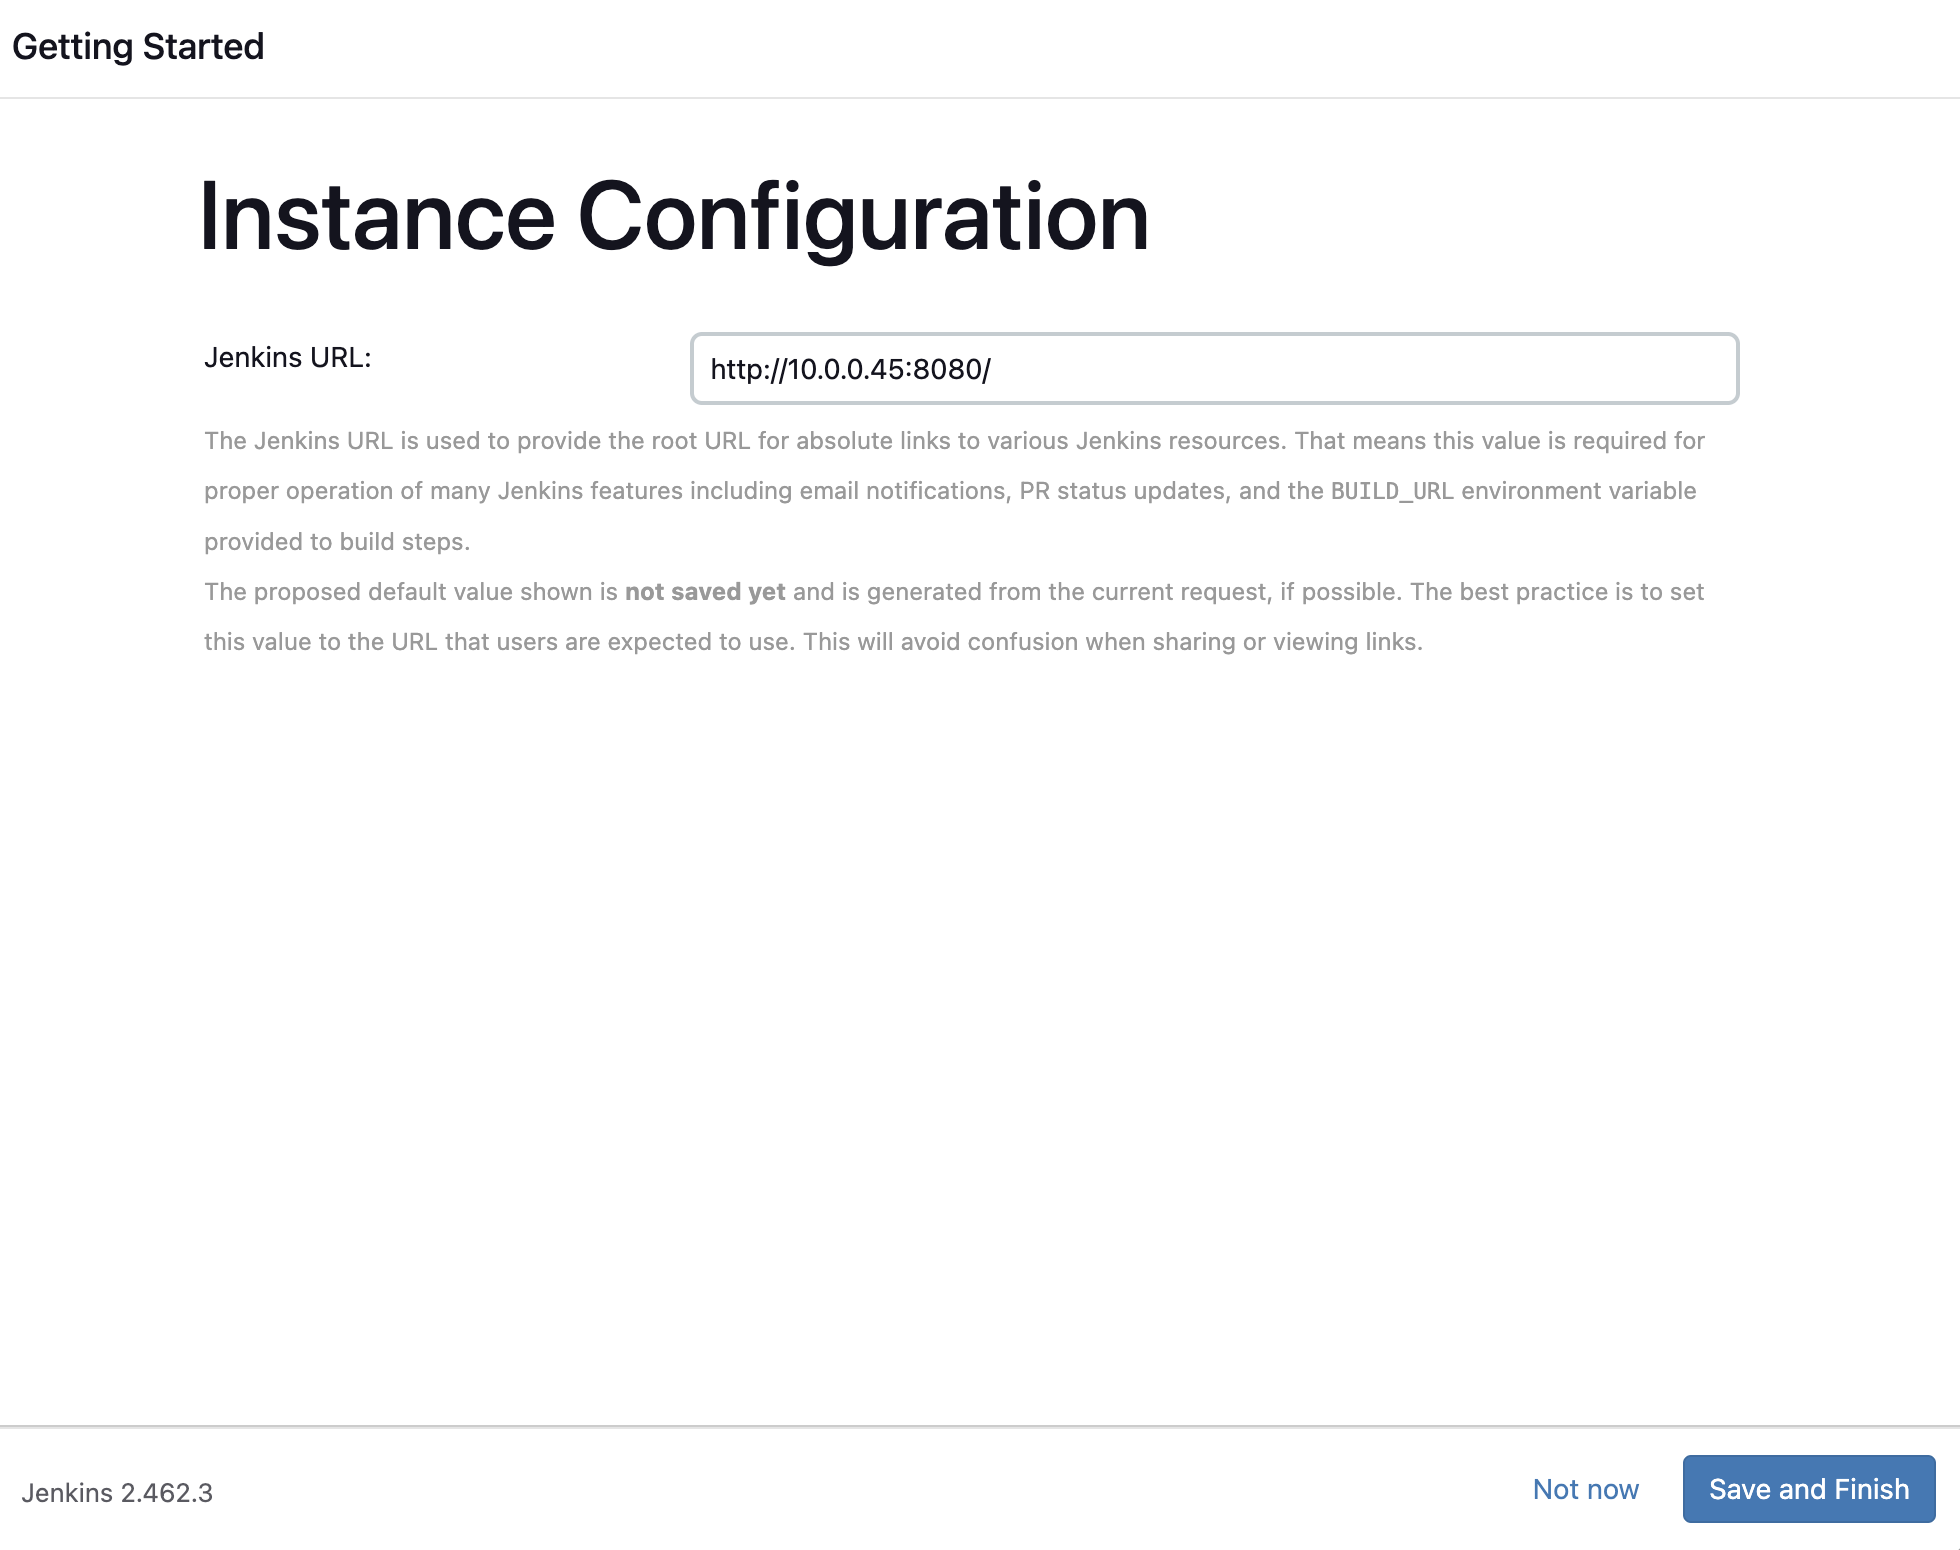 Getting Started
Instance Configuration
Jenkins URL:
http://10.0.0.45:8080/
The Jenkins URL is used to provide the root URL for absolute links to various Jenkins resources. That means this value is required for
proper operation of many Jenkins features including email notifications, PR status updates, and the BUILD_URL environment variable
provided to build steps.
The proposed default value shown is not saved yet and is generated from the current request, if possible. The best practice is to set
this value to the URL that users are expected to use. This will avoid confusion when sharing or viewing links.
Jenkins 2.462.3
Not now
Save and Finish